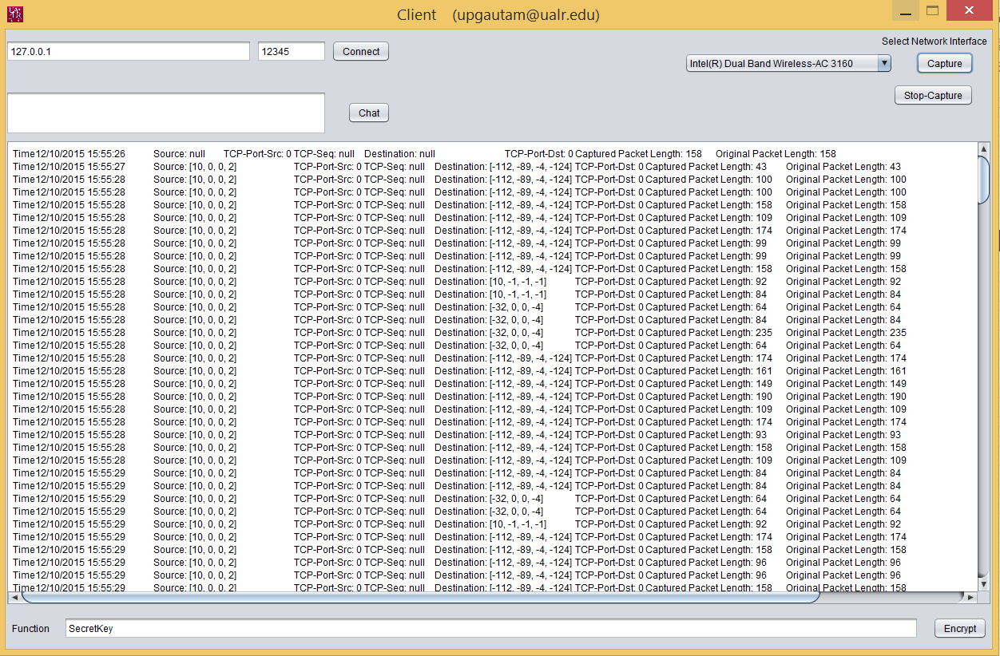 Client (upgautam@ualr.edu)
Select Network Interface
127.0.0.1 12345 Connect
Intel(R) Dual Band Wireless-AC 3160 Capture
Stop-Capture
Chat
Time12/10/2015 15:55:26 Source: null TCP-Port-Src: 0 TCP-Seq: null Destination: null TCP-Port-Dst: 0 Captured Packet Length: 158 Original Packet Length: 158
Time12/10/2015 15:55:27 Source: [10, 0, 0, 2] TCP-Port-Src: 0 TCP-Seq: null Destination: [-112, -89, -4, -124] TCP-Port-Dst: 0 Captured Packet Length: 43 Original Packet Length: 43
Time12/10/2015 15:55:28 Source: [10, 0, 0, 2] TCP-Port-Src: 0 TCP-Seq: null Destination: [-112, -89, -4, -124] TCP-Port-Dst: 0 Captured Packet Length: 100 Original Packet Length: 100
Time12/10/2015 15:55:28 Source: [10, 0, 0, 2] TCP-Port-Src: 0 TCP-Seq: null Destination: [-112, -89, -4, -124] TCP-Port-Dst: 0 Captured Packet Length: 100 Original Packet Length: 100
Time12/10/2015 15:55:28 Source: [10, 0, 0, 2] TCP-Port-Src: 0 TCP-Seq: null Destination: [-112, -89, -4, -124] TCP-Port-Dst: 0 Captured Packet Length: 158 Original Packet Length: 158
Time12/10/2015 15:55:28 Source: [10, 0, 0, 2] TCP-Port-Src: 0 TCP-Seq: null Destination: [-112, -89, -4, -124] TCP-Port-Dst: 0 Captured Packet Length: 109 Original Packet Length: 109
Time12/10/2015 15:55:28 Source: [10, 0, 0, 2] TCP-Port-Src: 0 TCP-Seq: null Destination: [-112, -89, -4, -124] TCP-Port-Dst: 0 Captured Packet Length: 174 Original Packet Length: 174
Time12/10/2015 15:55:28 Source: [10, 0, 0, 2] TCP-Port-Src: 0 TCP-Seq: null Destination: [-112, -89, -4, -124] TCP-Port-Dst: 0 Captured Packet Length: 99 Original Packet Length: 99
Time12/10/2015 15:55:28 Source: [10, 0, 0, 2] TCP-Port-Src: 0 TCP-Seq: null Destination: [-112, -89, -4, -124] TCP-Port-Dst: 0 Captured Packet Length: 99 Original Packet Length: 99
Time12/10/2015 15:55:28 Source: [10, 0, 0, 2] TCP-Port-Src: 0 TCP-Seq: null Destination: [-112, -89, -4, -124] TCP-Port-Dst: 0 Captured Packet Length: 158 Original Packet Length: 158
Time12/10/2015 15:55:28 Source: [10, 0, 0, 2] TCP-Port-Src: 0 TCP-Seq: null Destination: [10, -1, -1, -1] TCP-Port-Dst: 0 Captured Packet Length: 92 Original Packet Length: 92
Time12/10/2015 15:55:28 Source: [10, 0, 0, 2] TCP-Port-Src: 0 TCP-Seq: null Destination: [10, -1, -1, -1] TCP-Port-Dst: 0 Captured Packet Length: 84 Original Packet Length: 84
Time12/10/2015 15:55:28 Source: [10, 0, 0, 2] TCP-Port-Src: 0 TCP-Seq: null Destination: [-32, 0, 0, -4] TCP-Port-Dst: 0 Captured Packet Length: 64 Original Packet Length: 64
Time12/10/2015 15:55:28 Source: [10, 0, 0, 2] TCP-Port-Src: 0 TCP-Seq: null Destination: [-32, 0, 0, -4] TCP-Port-Dst: 0 Captured Packet Length: 84 Original Packet Length: 84
Time12/10/2015 15:55:28 Source: [10, 0, 0, 2] TCP-Port-Src: 0 TCP-Seq: null Destination: [-32, 0, 0, -4] TCP-Port-Dst: 0 Captured Packet Length: 235 Original Packet Length: 235
Time12/10/2015 15:55:28 Source: [10, 0, 0, 2] TCP-Port-Src: 0 TCP-Seq: null Destination: [-32, 0, 0, -4] TCP-Port-Dst: 0 Captured Packet Length: 64 Original Packet Length: 64
Time12/10/2015 15:55:28 Source: [10, 0, 0, 2] TCP-Port-Src: 0 TCP-Seq: null Destination: [-112, -89, -4, -124] TCP-Port-Dst: 0 Captured Packet Length: 174 Original Packet Length: 174
Time12/10/2015 15:55:28 Source: [10, 0, 0, 2] TCP-Port-Src: 0 TCP-Seq: null Destination: [-112, -89, -4, -124] TCP-Port-Dst: 0 Captured Packet Length: 161 Original Packet Length: 161
Time12/10/2015 15:55:28 Source: [10, 0, 0, 2] TCP-Port-Src: 0 TCP-Seq: null Destination: [-112, -89, -4, -124] TCP-Port-Dst: 0 Captured Packet Length: 149 Original Packet Length: 149
Time12/10/2015 15:55:28 Source: [10, 0, 0, 2] TCP-Port-Src: 0 TCP-Seq: null Destination: [-112, -89, -4, -124] TCP-Port-Dst: 0 Captured Packet Length: 190 Original Packet Length: 190
Time12/10/2015 15:55:28 Source: [10, 0, 0, 2] TCP-Port-Src: 0 TCP-Seq: null Destination: [-112, -89, -4, -124] TCP-Port-Dst: 0 Captured Packet Length: 109 Original Packet Length: 109
Time12/10/2015 15:55:28 Source: [10, 0, 0, 2] TCP-Port-Src: 0 TCP-Seq: null Destination: [-112, -89, -4, -124] TCP-Port-Dst: 0 Captured Packet Length: 174 Original Packet Length: 174
Time12/10/2015 15:55:28 Source: [10, 0, 0, 2] TCP-Port-Src: 0 TCP-Seq: null Destination: [-112, -89, -4, -124] TCP-Port-Dst: 0 Captured Packet Length: 93 Original Packet Length: 93
Time12/10/2015 15:55:28 Source: [10, 0, 0, 2] TCP-Port-Src: 0 TCP-Seq: null Destination: [-112, -89, -4, -124] TCP-Port-Dst: 0 Captured Packet Length: 158 Original Packet Length: 158
Time12/10/2015 15:55:28 Source: [10, 0, 0, 2] TCP-Port-Src: 0 TCP-Seq: null Destination: [-112, -89, -4, -124] TCP-Port-Dst: 0 Captured Packet Length: 109 Original Packet Length: 109
Time12/10/2015 15:55:29 Source: [10, 0, 0, 2] TCP-Port-Src: 0 TCP-Seq: null Destination: [-112, -89, -4, -124] TCP-Port-Dst: 0 Captured Packet Length: 84 Original Packet Length: 84
Time12/10/2015 15:55:29 Source: [10, 0, 0, 2] TCP-Port-Src: 0 TCP-Seq: null Destination: [-112, -89, -4, -124] TCP-Port-Dst: 0 Captured Packet Length: 84 Original Packet Length: 84
Time12/10/2015 15:55:29 Source: [10, 0, 0, 2] TCP-Port-Src: 0 TCP-Seq: null Destination: [-32, 0, 0, -4] TCP-Port-Dst: 0 Captured Packet Length: 64 Original Packet Length: 64
Time12/10/2015 15:55:29 Source: [10, 0, 0, 2] TCP-Port-Src: 0 TCP-Seq: null Destination: [-32, 0, 0, -4] TCP-Port-Dst: 0 Captured Packet Length: 64 Original Packet Length: 64
Time12/10/2015 15:55:29 Source: [10, 0, 0, 2] TCP-Port-Src: 0 TCP-Seq: null Destination: [10, -1, -1, -1] TCP-Port-Dst: 0 Captured Packet Length: 92 Original Packet Length: 92
Time12/10/2015 15:55:29 Source: [10, 0, 0, 2] TCP-Port-Src: 0 TCP-Seq: null Destination: [-112, -89, -4, -124] TCP-Port-Dst: 0 Captured Packet Length: 174 Original Packet Length: 174
Time12/10/2015 15:55:29 Source: [10, 0, 0, 2] TCP-Port-Src: 0 TCP-Seq: null Destination: [-112, -89, -4, -124] TCP-Port-Dst: 0 Captured Packet Length: 158 Original Packet Length: 158
Time12/10/2015 15:55:29 Source: [10, 0, 0, 2] TCP-Port-Src: 0 TCP-Seq: null Destination: [-112, -89, -4, -124] TCP-Port-Dst: 0 Captured Packet Length: 96 Original Packet Length: 96
Time12/10/2015 15:55:29 Source: [10, 0, 0, 2] TCP-Port-Src: 0 TCP-Seq: null Destination: [-112, -89, -4, -124] TCP-Port-Dst: 0 Captured Packet Length: 96 Original Packet Length: 96
Time12/10/2015 15:55:29 Source: [10, 0, 0, 2] TCP-Port-Src: 0 TCP-Seq: null Destination: [-112, -89, -4, -124] TCP-Port-Dst: 0 Captured Packet Length: 158 Original Packet Length: 158
Function SecretKey Encrypt